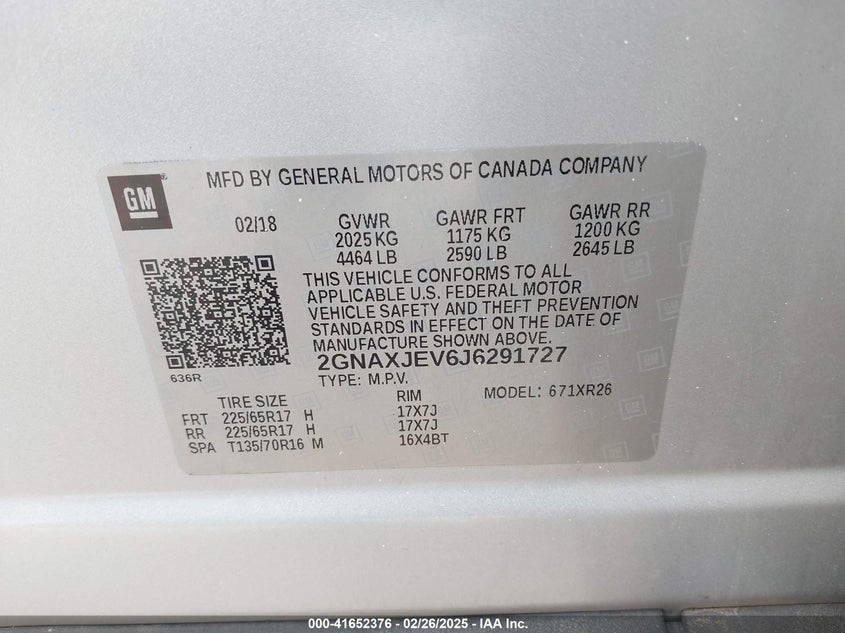 GM
MFD BY GENERAL MOTORS OF CANADA COMPANY
02/18 GVWR GAWR FRT GAWR RR
2025 KG 1175 KG 1200 KG
4464 LB 2590 LB 2645 LB
THIS VEHICLE CONFORMS TO ALL
APPLICABLE U.S. FEDERAL MOTOR
VEHICLE SAFETY AND THEFT PREVENTION
STANDARDS IN EFFECT ON THE DATE OF
MANUFACTURE SHOWN ABOVE.
2GNAXJEV6J6291727
636R
TYPE: M.P.V. MODEL: 671XR26
TIRE SIZE RIM
FRT 225/65R17 H 17X7J
RR 225/65R17 H 17X7J
SPA T135/70R16 M 16X4BT
000-41652376 - 02/26/2025 - IAA Inc.